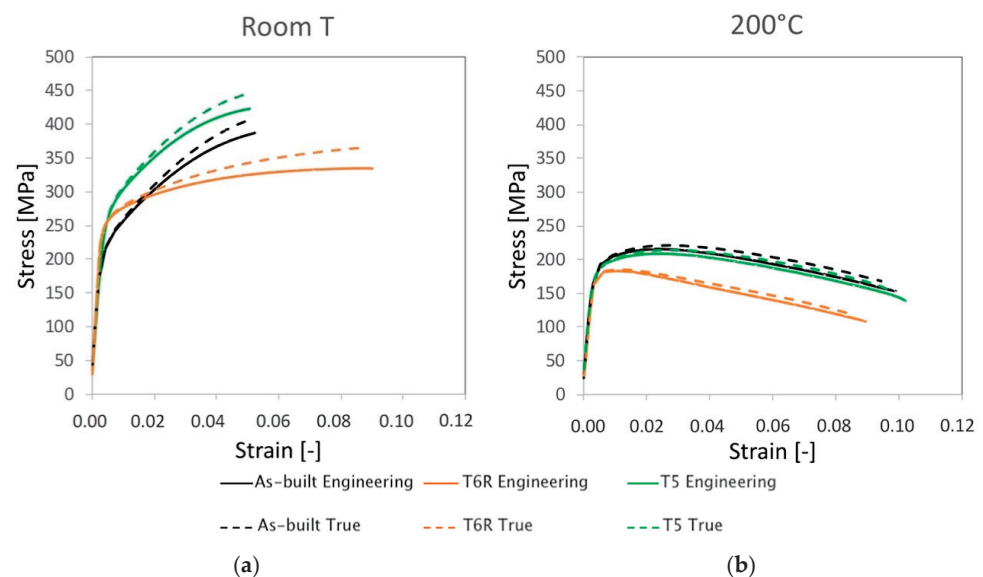 Room T
200°C
Stress [MPa]
500
450
400
350
300
250
200
150
100
50
0
0.00 0.02 0.04 0.06 0.08 0.10 0.12
Strain [-]
Stress [MPa]
500
450
400
350
300
250
200
150
100
50
0
0.00 0.02 0.04 0.06 0.08 0.10 0.12
Strain [-]
As-built Engineering T6R Engineering T5 Engineering
As-built True T6R True T5 True
(a) (b)